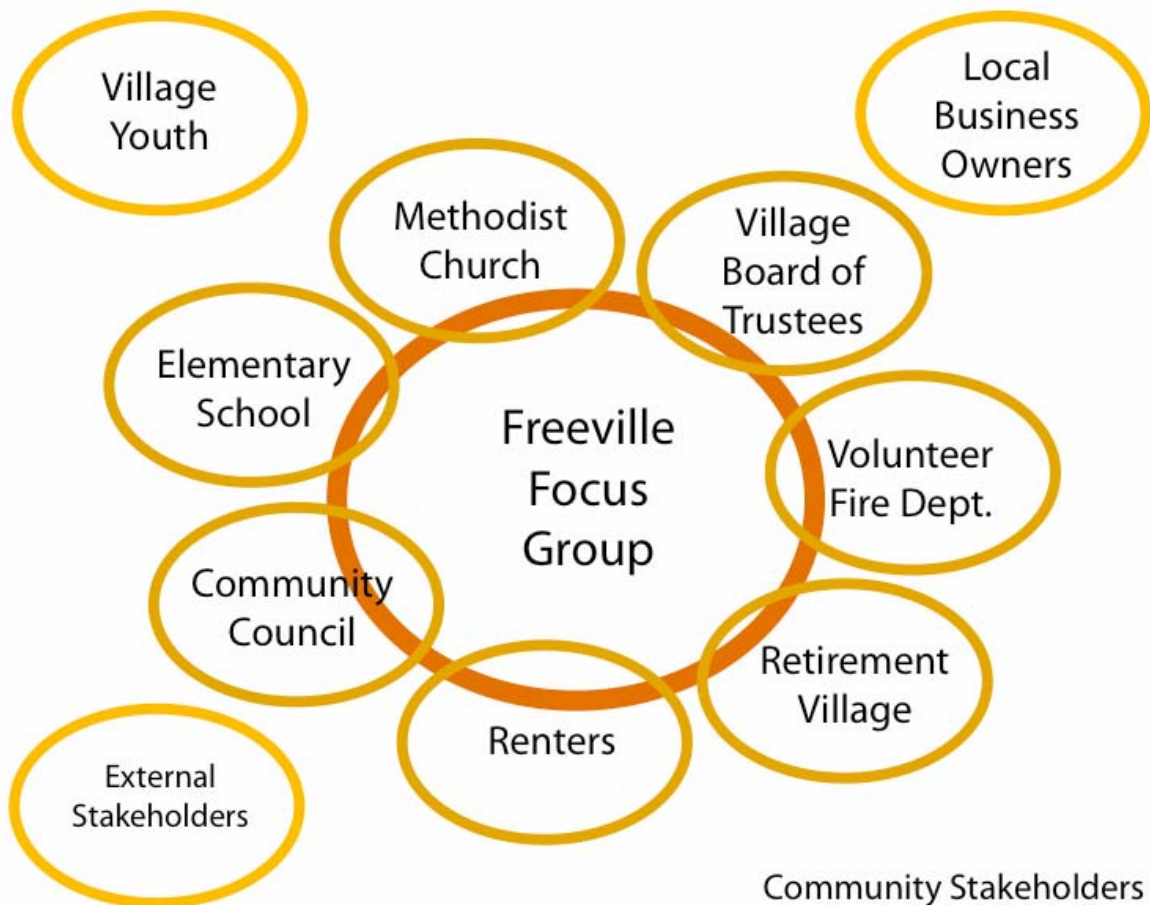 Village
Youth
Local
Business
Owners
Methodist
Church
Village
Board of
Trustees
Elementary
School
Freeville
Focus
Group
Volunteer
Fire Dept.
Community
Council
Retirement
Village
Renters
External
Stakeholders
Community Stakeholders